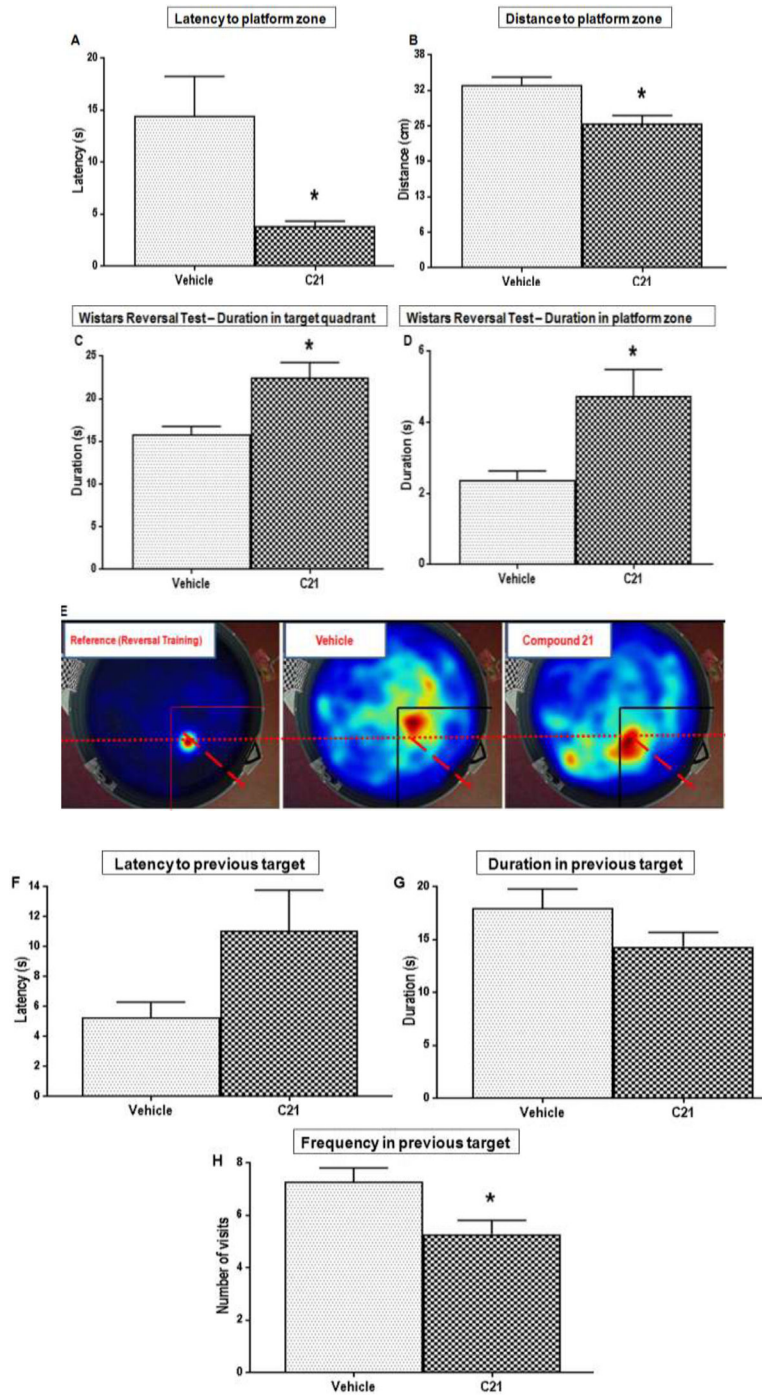 Latency to platform zone
A
Latency (s)
20
15
10
5
0
*
Vehicle
C21
Distance to platform zone
B
Distance (cm)
38
32
25
19
13
6
0
*
Vehicle
C21
Wistars Reversal Test – Duration in target quadrant
C
Duration (s)
25
20
15
10
5
0
*
Vehicle
C21
Wistars Reversal Test – Duration in platform zone
D
Duration (s)
6
4
2
0
*
Vehicle
C21
E
Reference (Reversal Training)
Vehicle
Compound 21
Latency to previous target
F
Latency (s)
14
12
10
8
6
4
2
0
Vehicle
C21
Duration in previous target
G
Duration (s)
20
15
10
5
0
Vehicle
C21
Frequency in previous target
H
Number of visits
8
6
4
2
0
*
Vehicle
C21